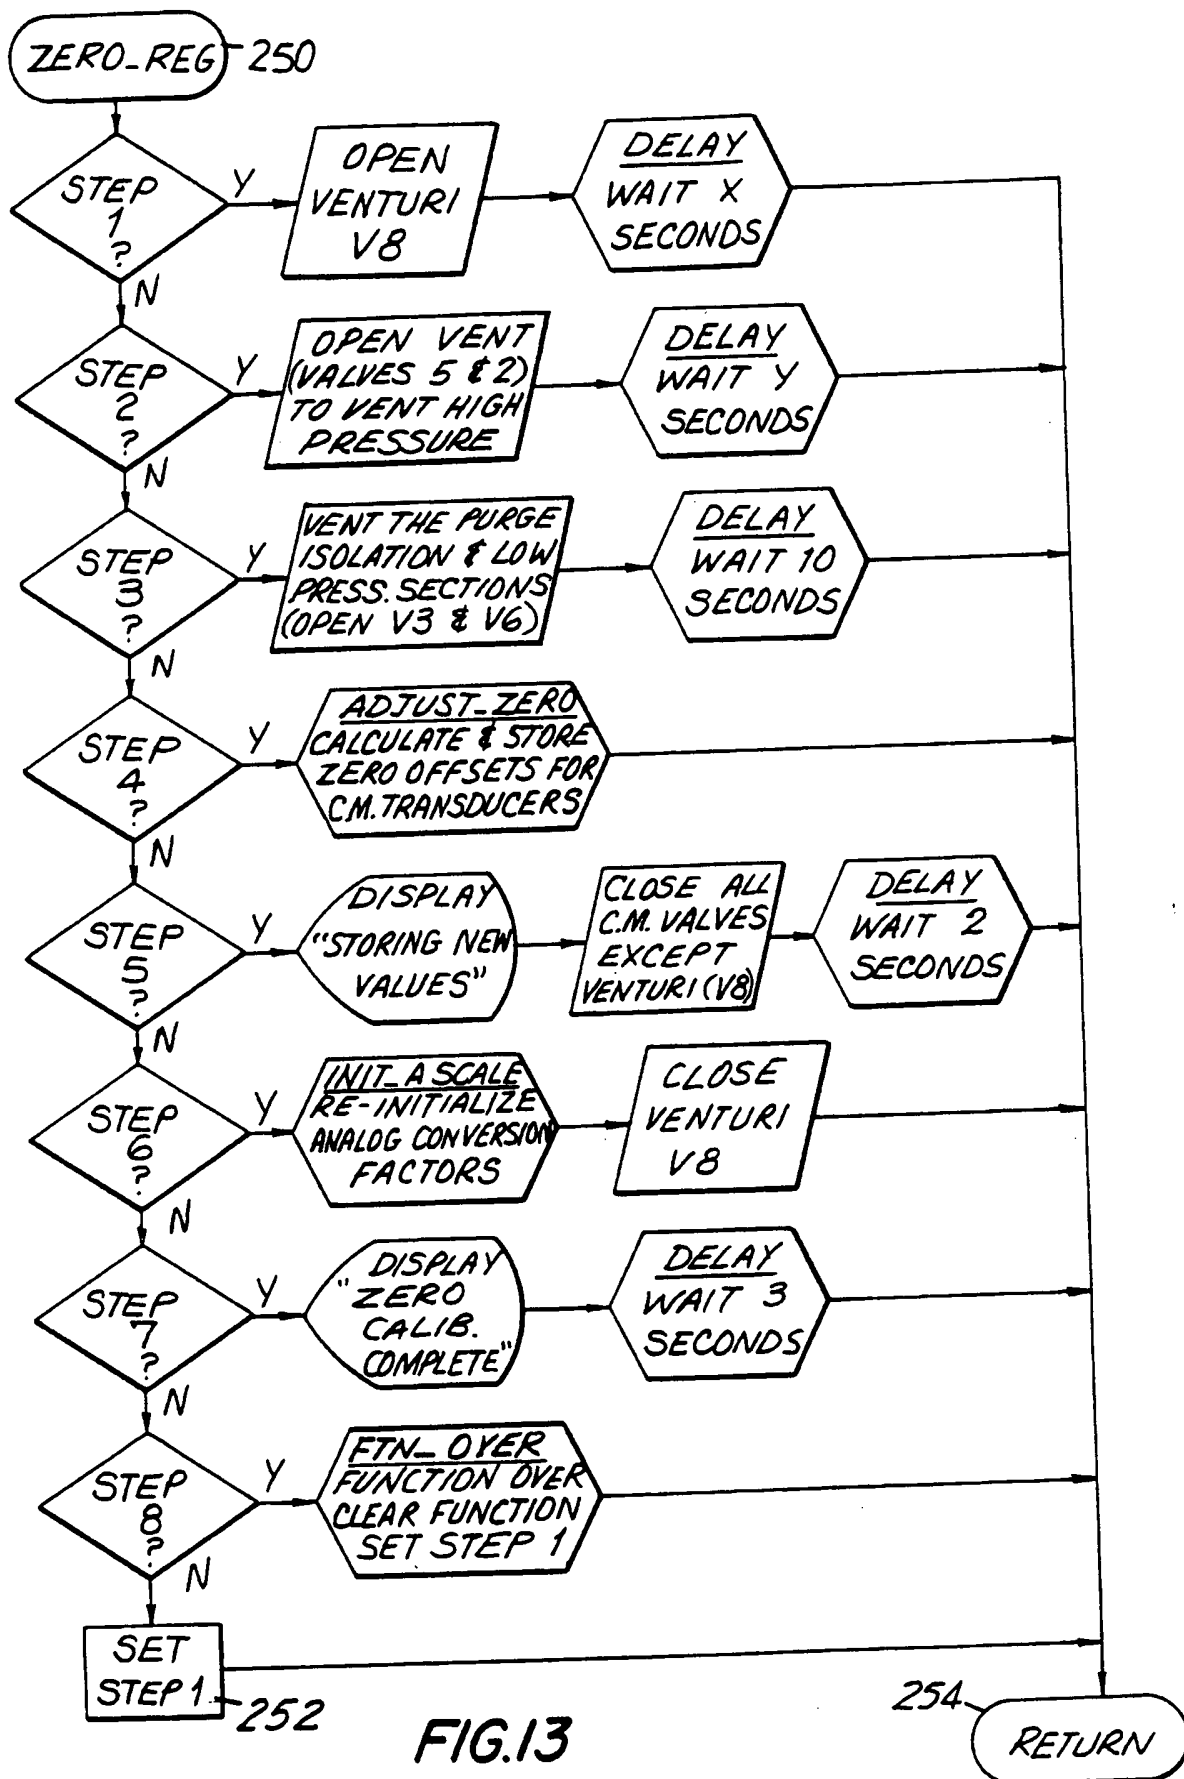 ZERO_REG 250
STEP
1
?
Y
N
OPEN
VENTURI
V8
DELAY
WAIT X
SECONDS
STEP
2
?
Y
N
OPEN VENT
(VALVES 5 & 2)
TO VENT HIGH
PRESSURE
DELAY
WAIT Y
SECONDS
STEP
3
?
Y
N
VENT THE PURGE
ISOLATION & LOW
PRESS. SECTIONS
(OPEN V3 & V6)
DELAY
WAIT 10
SECONDS
STEP
4
?
Y
N
ADJUST_ZERO
CALCULATE & STORE
ZERO OFFSETS FOR
C.M. TRANSDUCERS
STEP
5
?
Y
N
DISPLAY
"STORING NEW
VALUES"
CLOSE ALL
C.M. VALVES
EXCEPT
VENTURI (V8)
DELAY
WAIT 2
SECONDS
STEP
6
?
Y
N
INIT_A SCALE
RE-INITIALIZE
ANALOG CONVERSION
FACTORS
CLOSE
VENTURI
V8
STEP
7
?
Y
N
DISPLAY
"ZERO
CALIB.
COMPLETE"
DELAY
WAIT 3
SECONDS
STEP
8
?
Y
N
FTN_OYER
FUNCTION OVER
CLEAR FUNCTION
SET STEP 1
SET
STEP 1
252
FIG.13
254
RETURN